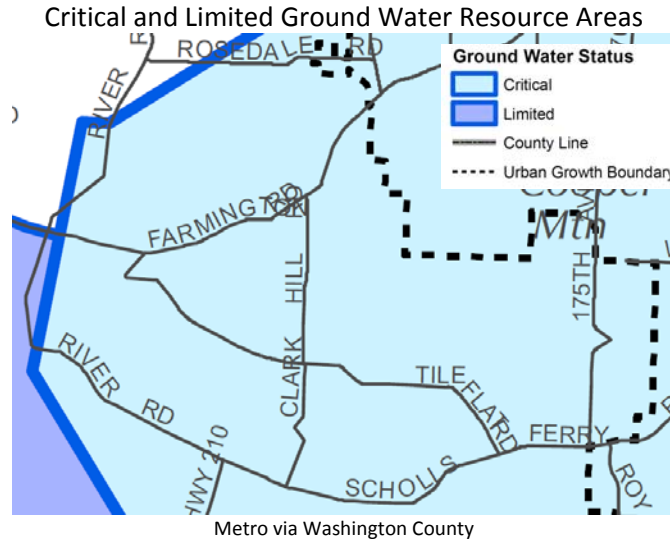 Critical and Limited Ground Water Resource Areas
Ground Water Status
Critical
Limited
County Line
Urban Growth Boundary
ROSEDALE RD
RIVER
Mtn
FARMINGTON RD
175TH
AV
CLARK HILL
RIVER RD
TILE FLAT RD
HWY 210
SCHOLLS FERRY
ROY
Metro via Washington County